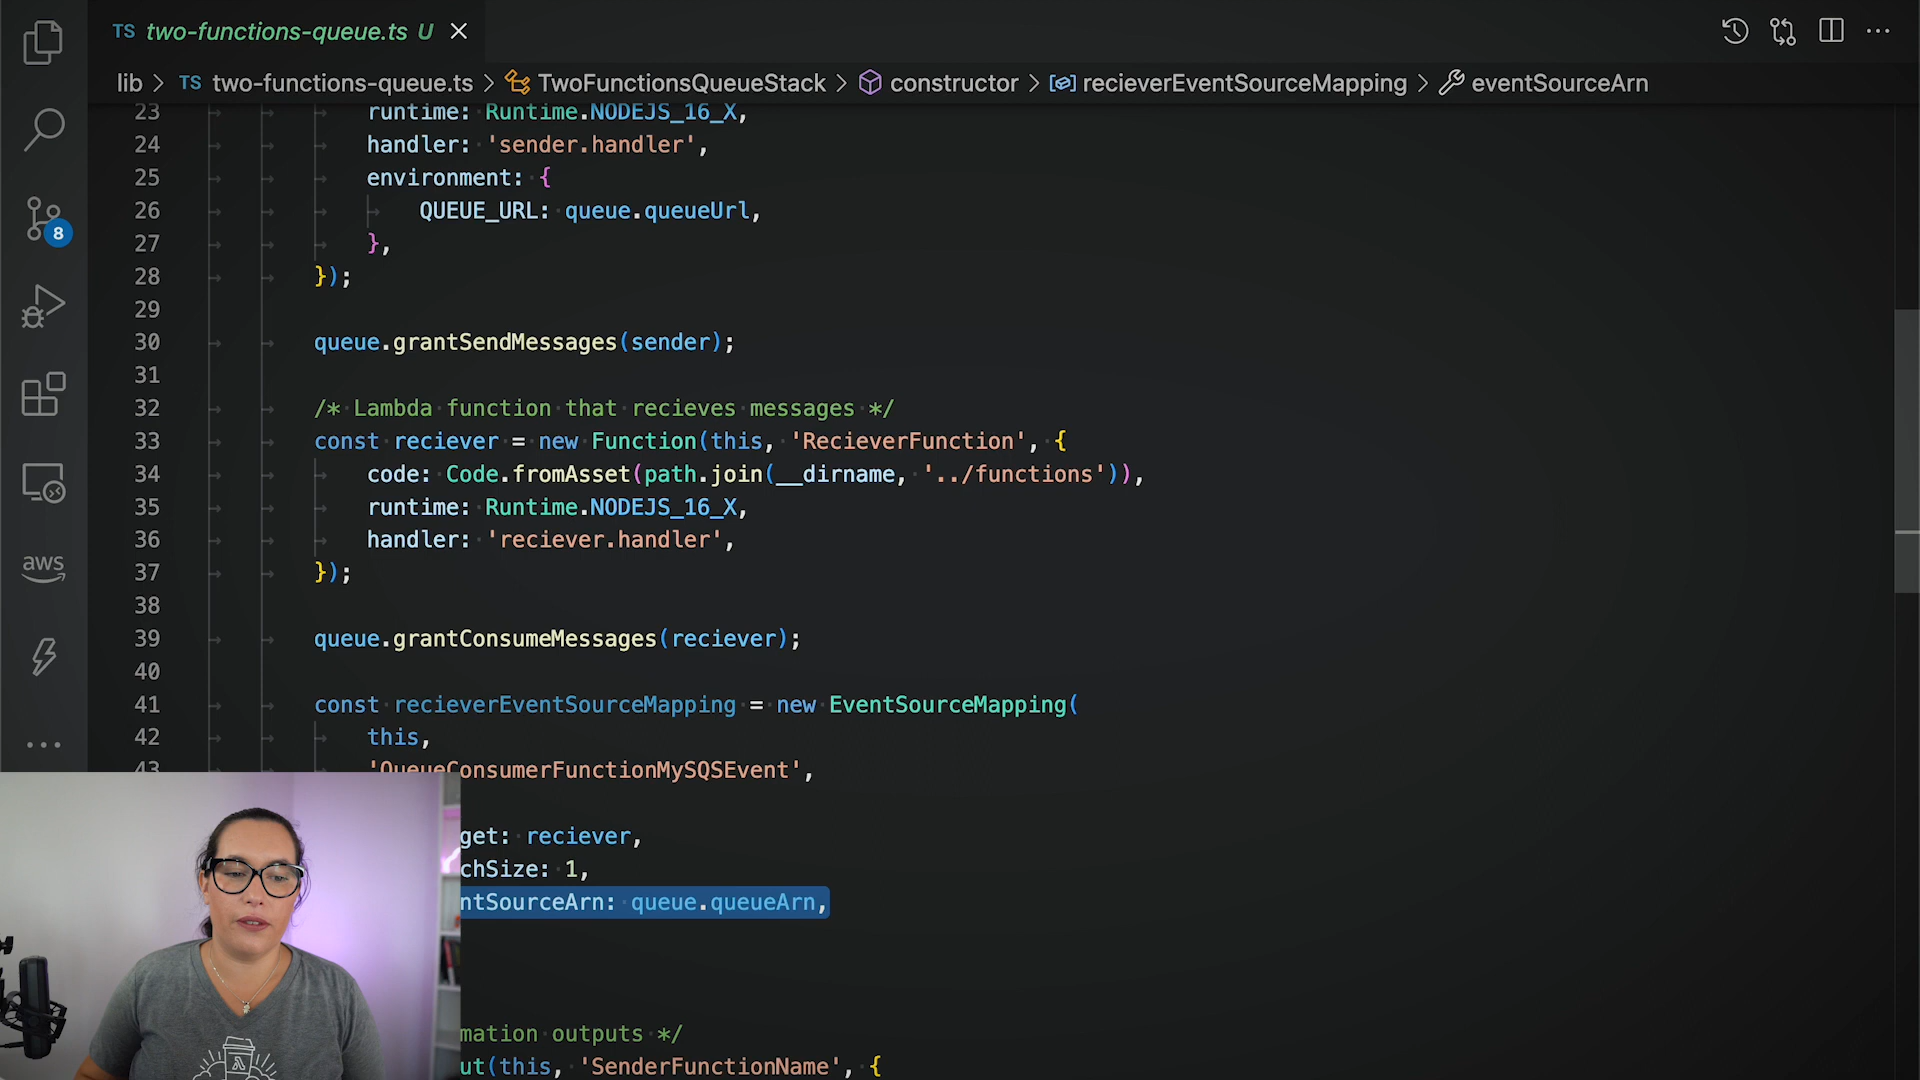 TS two-functions-queue.ts U
lib > TS two-functions-queue.ts > TwoFunctionsQueueStack > constructor > recieverEventSourceMapping > eventSourceArn
23 runtime: Runtime.NODEJS_16_X,
24 handler: 'sender.handler',
25 environment: {
26 QUEUE_URL: queue.queueUrl,
27 },
28 });
29
30 queue.grantSendMessages(sender);
31
32 /* Lambda function that recieves messages */
33 const reciever = new Function(this, 'RecieverFunction', {
34 code: Code.fromAsset(path.join(__dirname, '../functions')),
35 runtime: Runtime.NODEJS_16_X,
36 handler: 'reciever.handler',
37 });
38
39 queue.grantConsumeMessages(reciever);
40
41 const recieverEventSourceMapping = new EventSourceMapping(
42 this,
43 'QueueConsumerFunctionMySQSEvent',
get: reciever,
chSize: 1,
ntSourceArn: queue.queueArn,
mation outputs */
ut(this, 'SenderFunctionName', {
8
aws